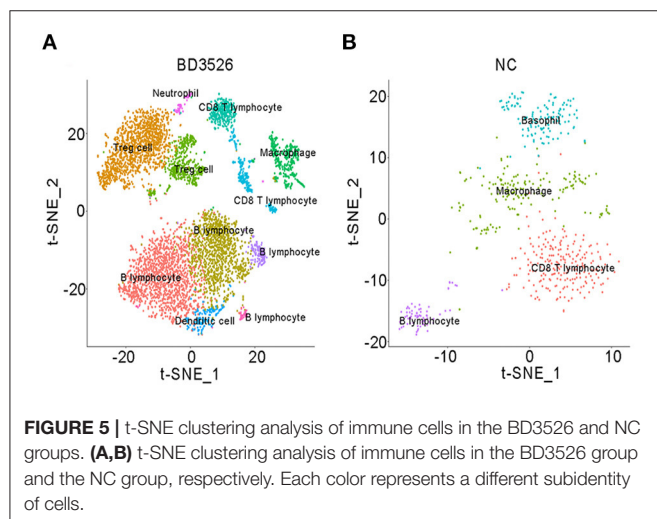 A
B
BD3526
NC
Neutrophil
CD8 T lymphocyte
Treg cell
Treg cell
Macrophage
CD8 T lymphocyte
B lymphocyte
B lymphocyte
B lymphocyte
B lymphocyte
Dendritic cell
20
0
-20
t-SNE_2
-20
0
20
t-SNE_1
Basophil
Macrophage
CD8 T lymphocyte
B lymphocyte
20
10
0
-10
-20
t-SNE_2
-10
0
10
t-SNE_1
FIGURE 5 | t-SNE clustering analysis of immune cells in the BD3526 and NC
groups. (A,B) t-SNE clustering analysis of immune cells in the BD3526 group
and the NC group, respectively. Each color represents a different subidentity
of cells.